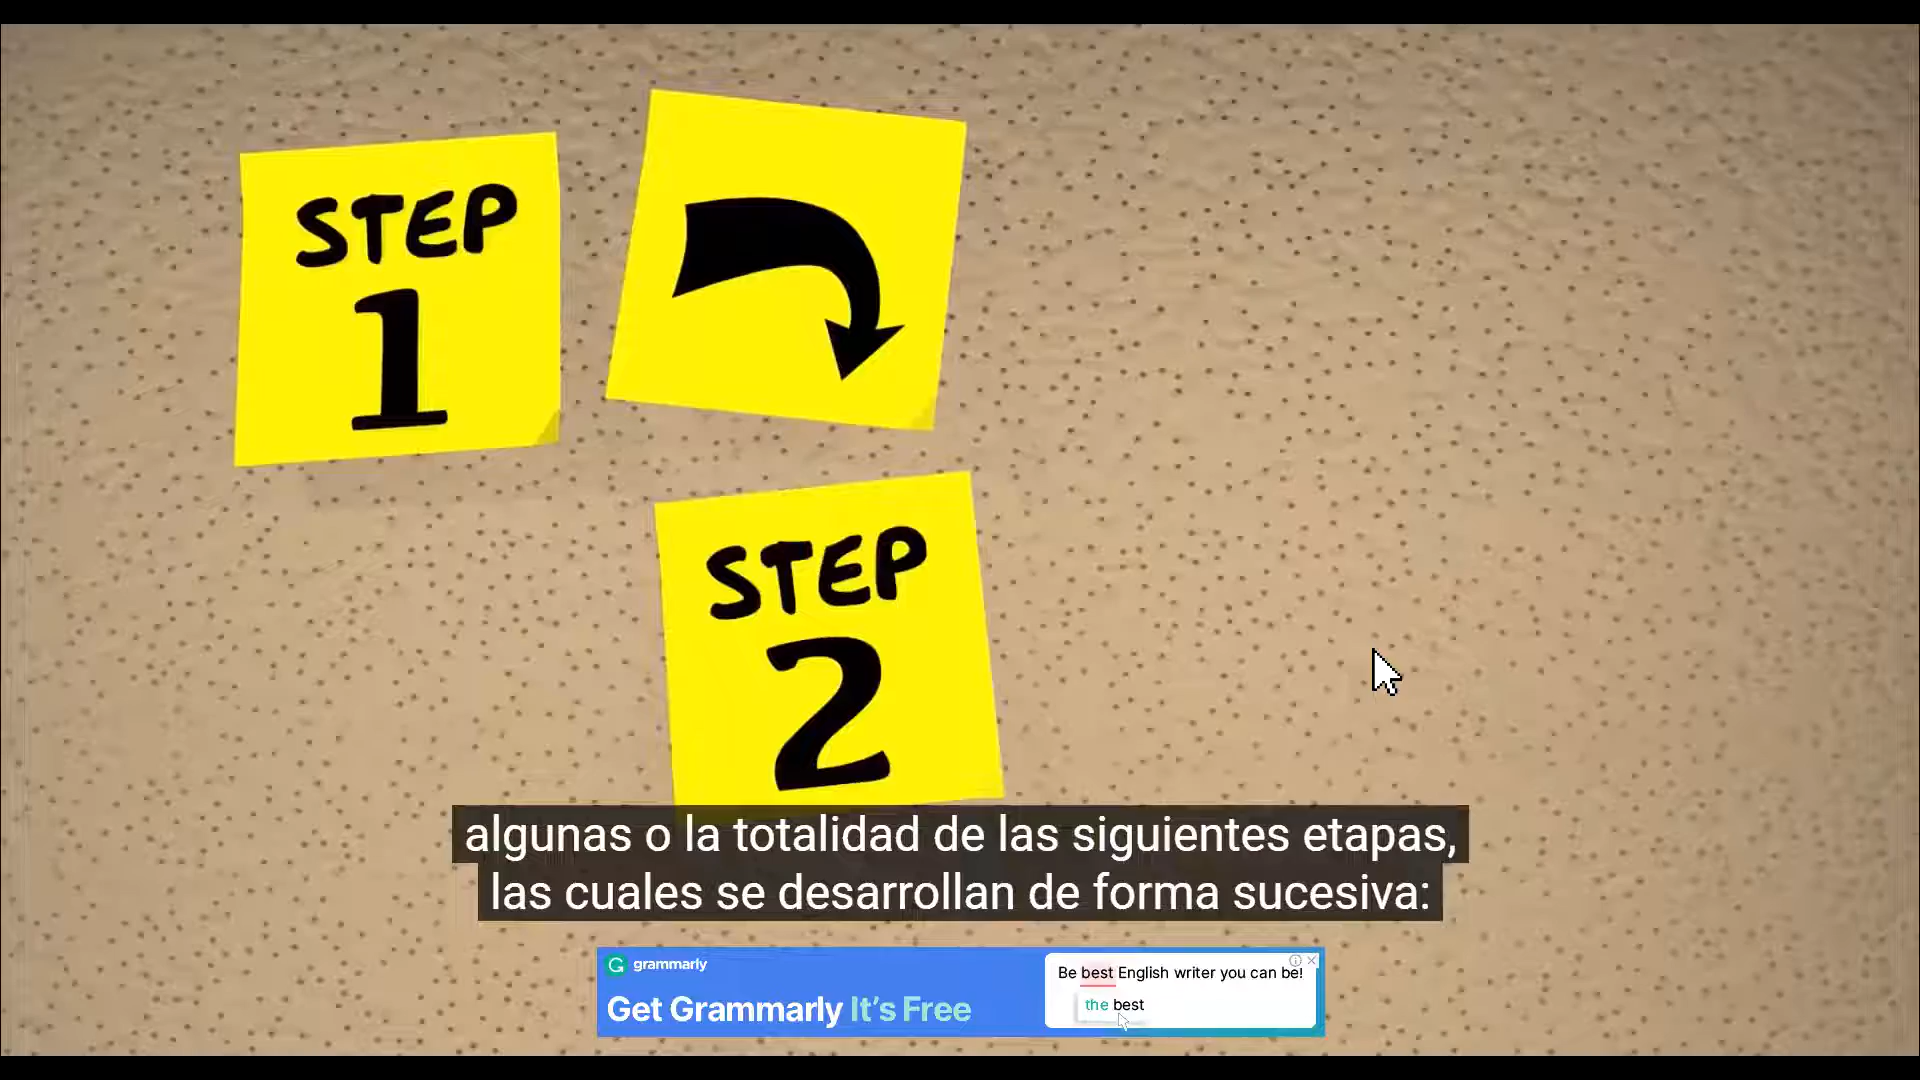 STEP
1
STEP
2
algunas o la totalidad de las siguientes etapas,
las cuales se desarrollan de forma sucesiva:
grammarly
Get Grammarly It's Free
Be best English writer you can be!
the best